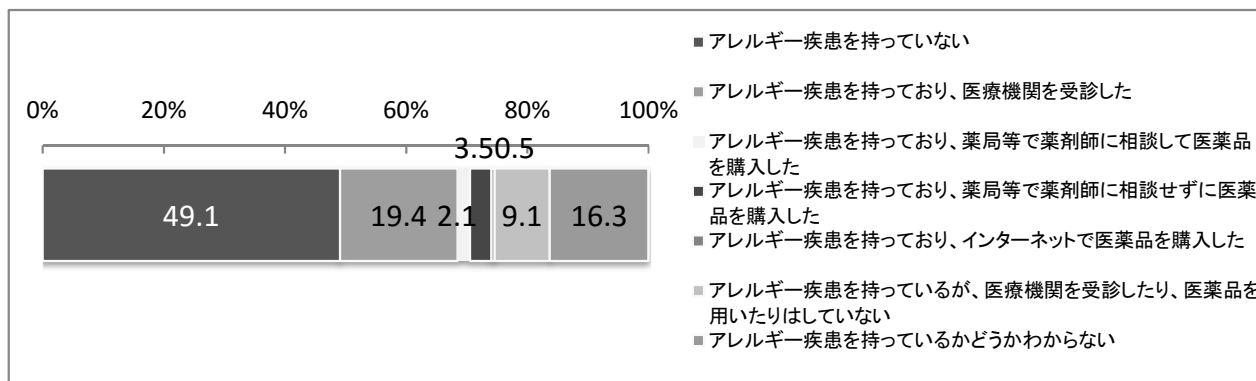 0% 20% 40% 60% 80% 100%
3.50.5
49.1 19.4 2.1 9.1 16.3
アレルギー疾患を持っていない
アレルギー疾患を持っており、医療機関を受診した
アレルギー疾患を持っており、薬局等で薬剤師に相談して医薬品
を購入した
アレルギー疾患を持っており、薬局等で薬剤師に相談せずに医薬
品を購入した
アレルギー疾患を持っており、インターネットで医薬品を購入した
アレルギー疾患を持っているが、医療機関を受診したり、医薬品を
用いたりはしていない
アレルギー疾患を持っているかどうかわからない